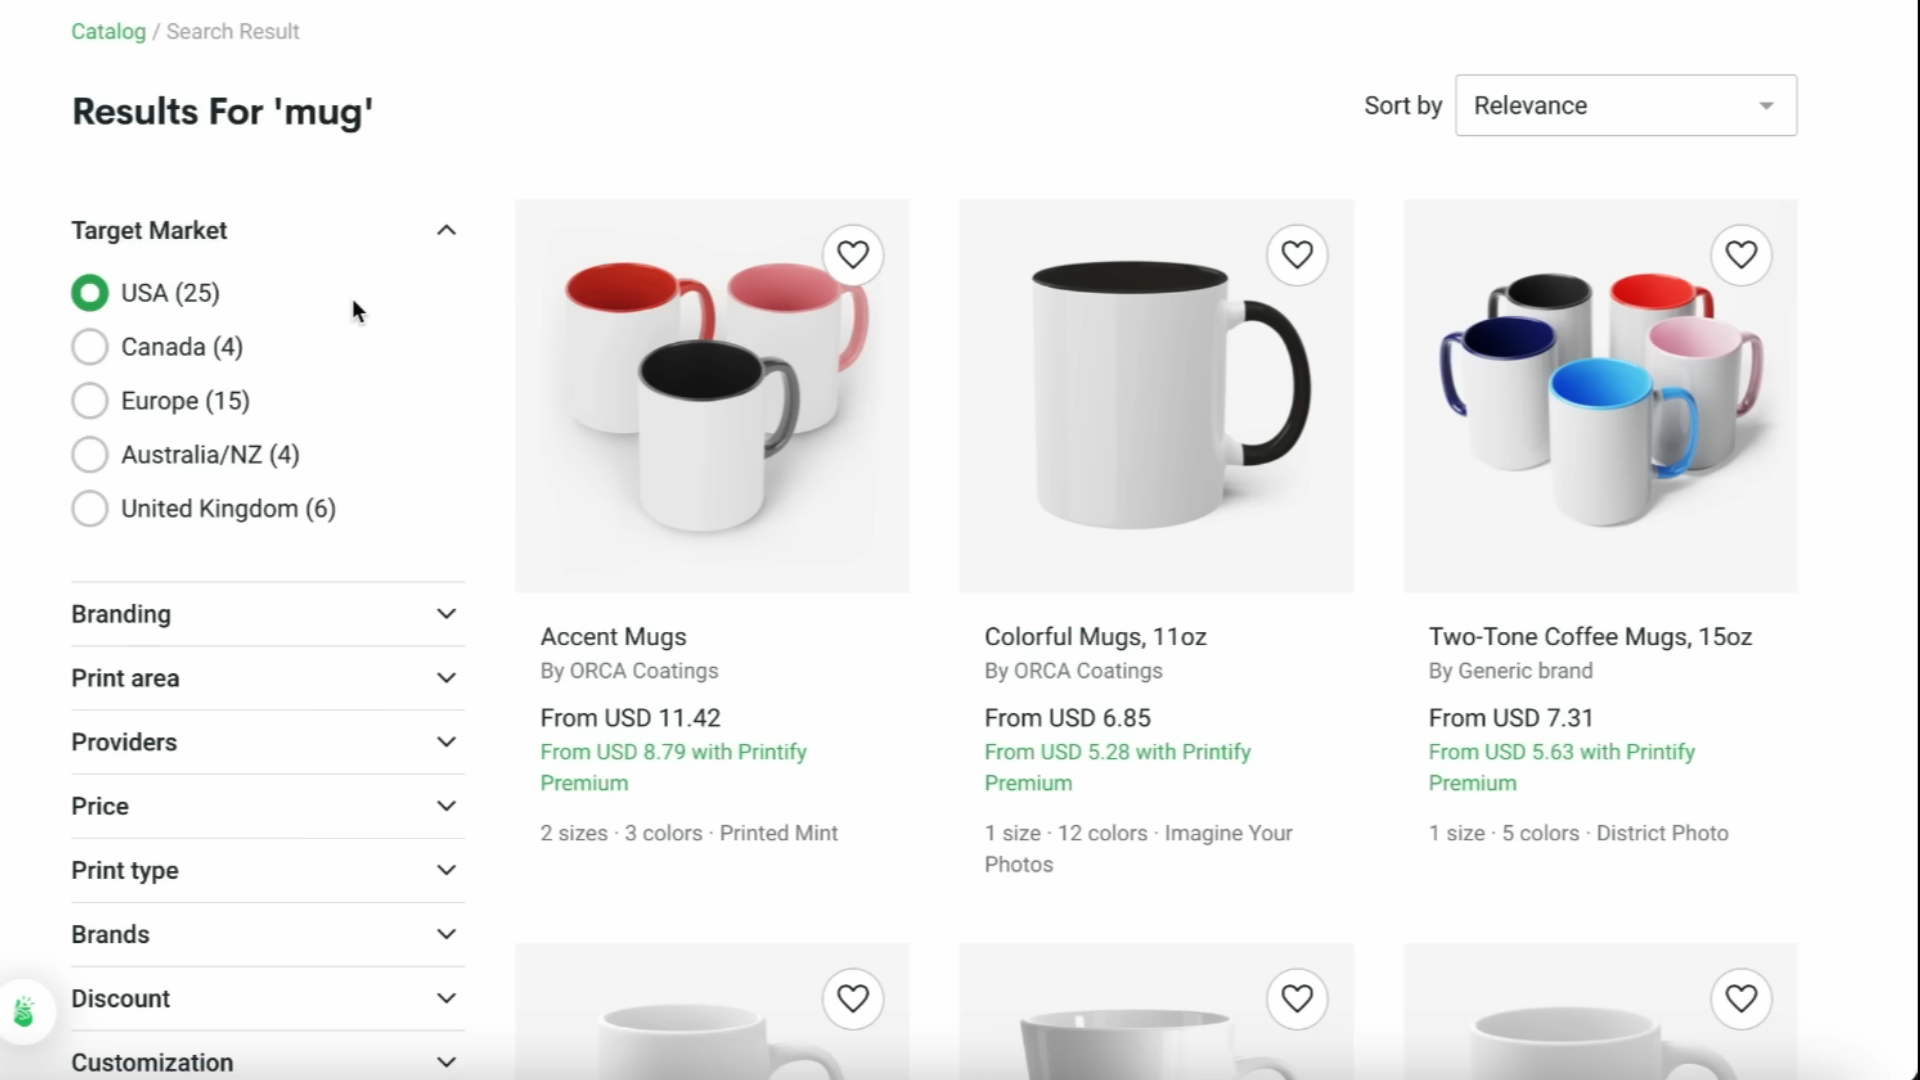 Catalog / Search Result
Results For 'mug'
Sort by Relevance
Target Market
USA (25)
Canada (4)
Europe (15)
Australia/NZ (4)
United Kingdom (6)
Branding
Print area
Providers
Price
Print type
Brands
Discount
Customization
Accent Mugs
By ORCA Coatings
From USD 11.42
From USD 8.79 with Printify
Premium
2 sizes · 3 colors · Printed Mint
Colorful Mugs, 11oz
By ORCA Coatings
From USD 6.85
From USD 5.28 with Printify
Premium
1 size · 12 colors · Imagine Your
Photos
Two-Tone Coffee Mugs, 15oz
By Generic brand
From USD 7.31
From USD 5.63 with Printify
Premium
1 size · 5 colors · District Photo